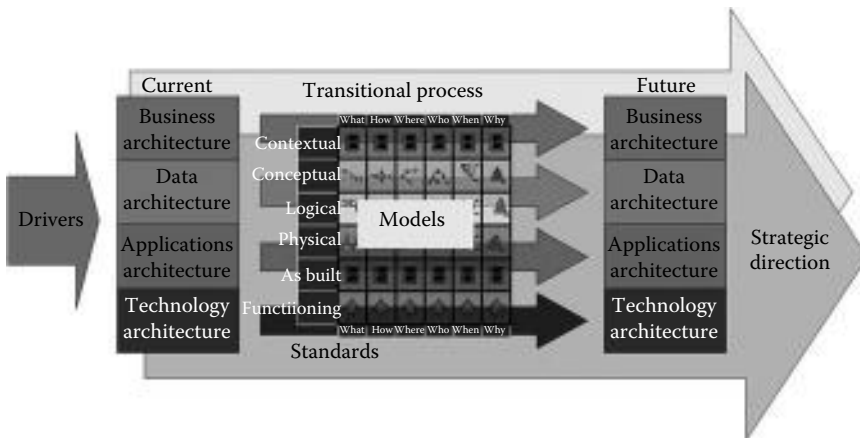 Current
Transitional process
Future
Drivers
Business
architecture
Data
architecture
Applications
architecture
Technology
architecture
What How Where Who When Why
Contextual
Conceptual
Logical
Physical
As built
Functiioning
Models
What How Where Who When Why
Standards
Business
architecture
Data
architecture
Applications
architecture
Technology
architecture
Strategic
direction